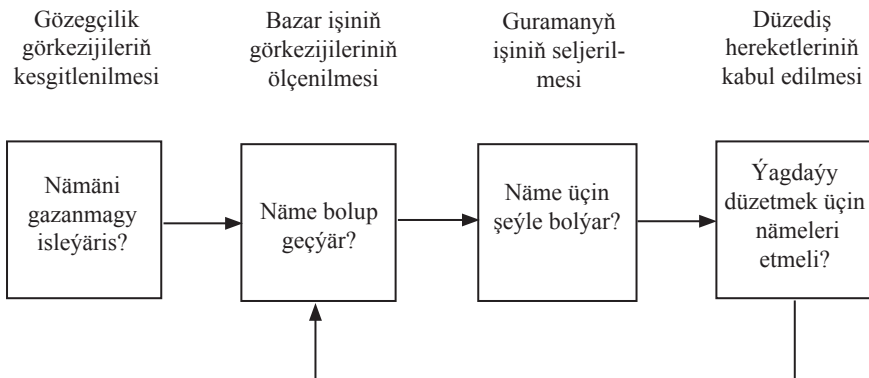 Gözegçilik
görkezijileriň
kesgitlenilmesi
Bazar işiniň
görkezijileriniň
ölçenilmesi
Guramanyň
işiniň seljeril-
mesi
Düzediş
hereketleriniň
kabul edilmesi
Nämäni
gazanmagy
isleýäris?
Näme bolup
geçýär?
Näme üçin
şeýle bolýar?
Ýagdaýy
düzetmek üçin
nämeleri
etmeli?